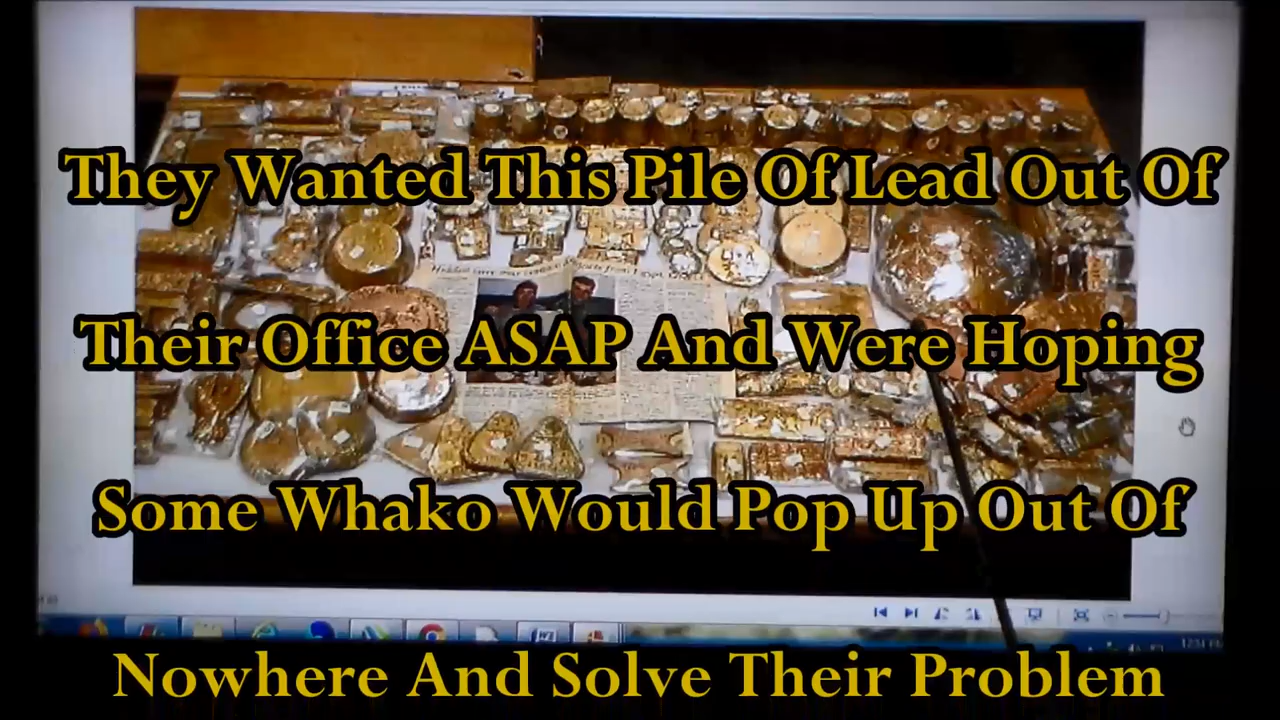 They Wanted This Pile Of Lead Out Of
Their Office ASAP And Were Hoping
Some Whako Would Pop Up Out Of
Nowhere And Solve Their Problem